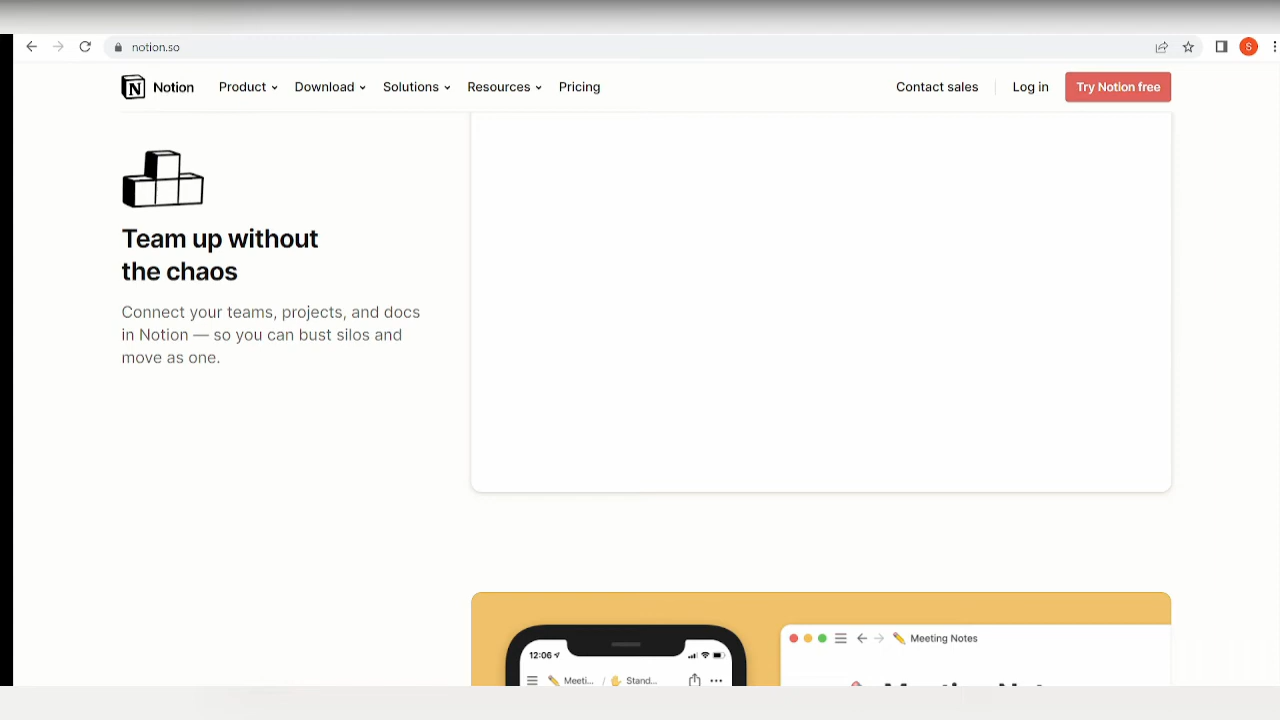 notion.so
S
N Notion Product Download Solutions Resources Pricing Contact sales Log in Try Notion free
Team up without
the chaos
Connect your teams, projects, and docs
in Notion — so you can bust silos and
move as one.
12:06
Meeti... / Stand...
Meeting Notes